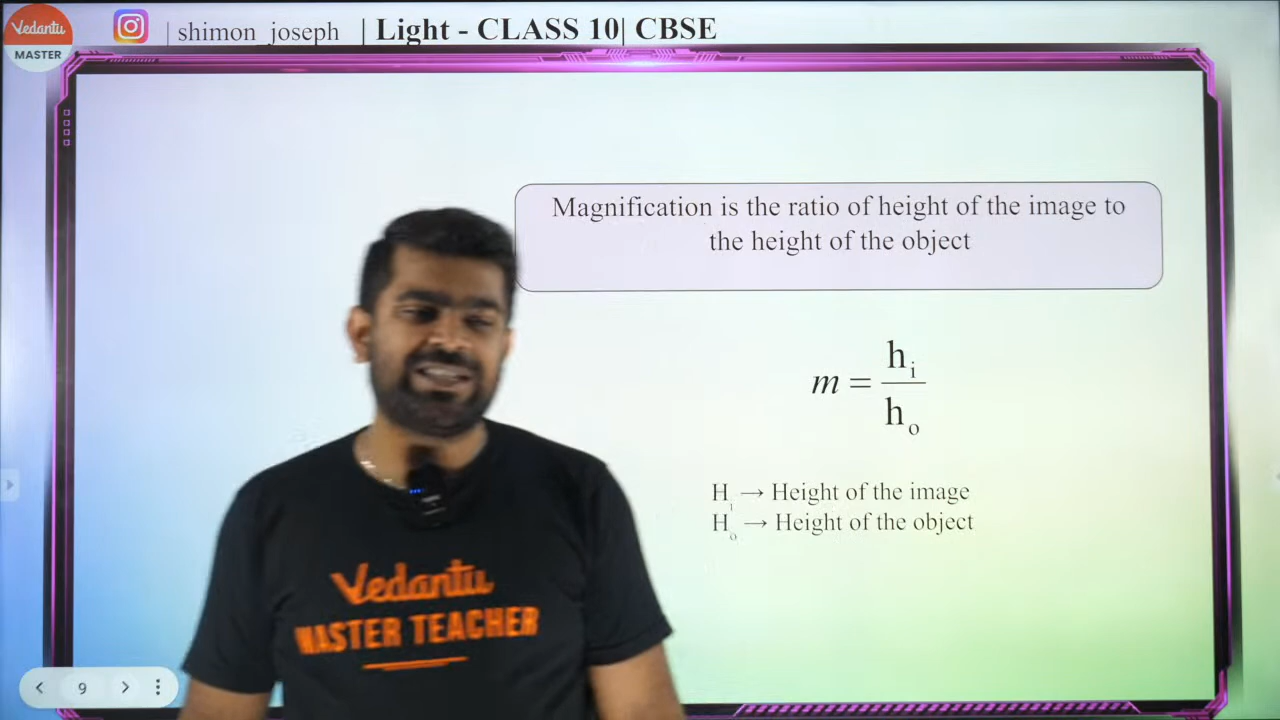 Vedantu
MASTER
| shimon_joseph | Light - CLASS 10| CBSE
Magnification is the ratio of height of the image to
the height of the object
m = hᵢ / hₒ
Hᵢ → Height of the image
Hₒ → Height of the object
Vedantu
MASTER TEACHER
9